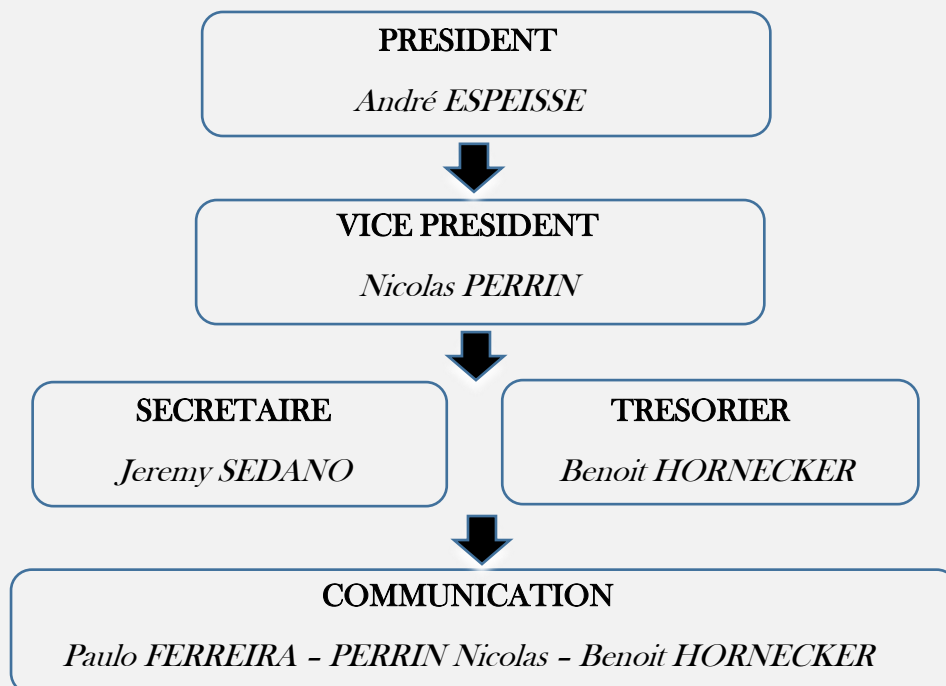 PRESIDENT
André ESPEISSE
VICE PRESIDENT
Nicolas PERRIN
SECRETAIRE
Jeremy SEDANO
TRESORIER
Benoit HORNECKER
COMMUNICATION
Paulo FERREIRA – PERRIN Nicolas – Benoit HORNECKER